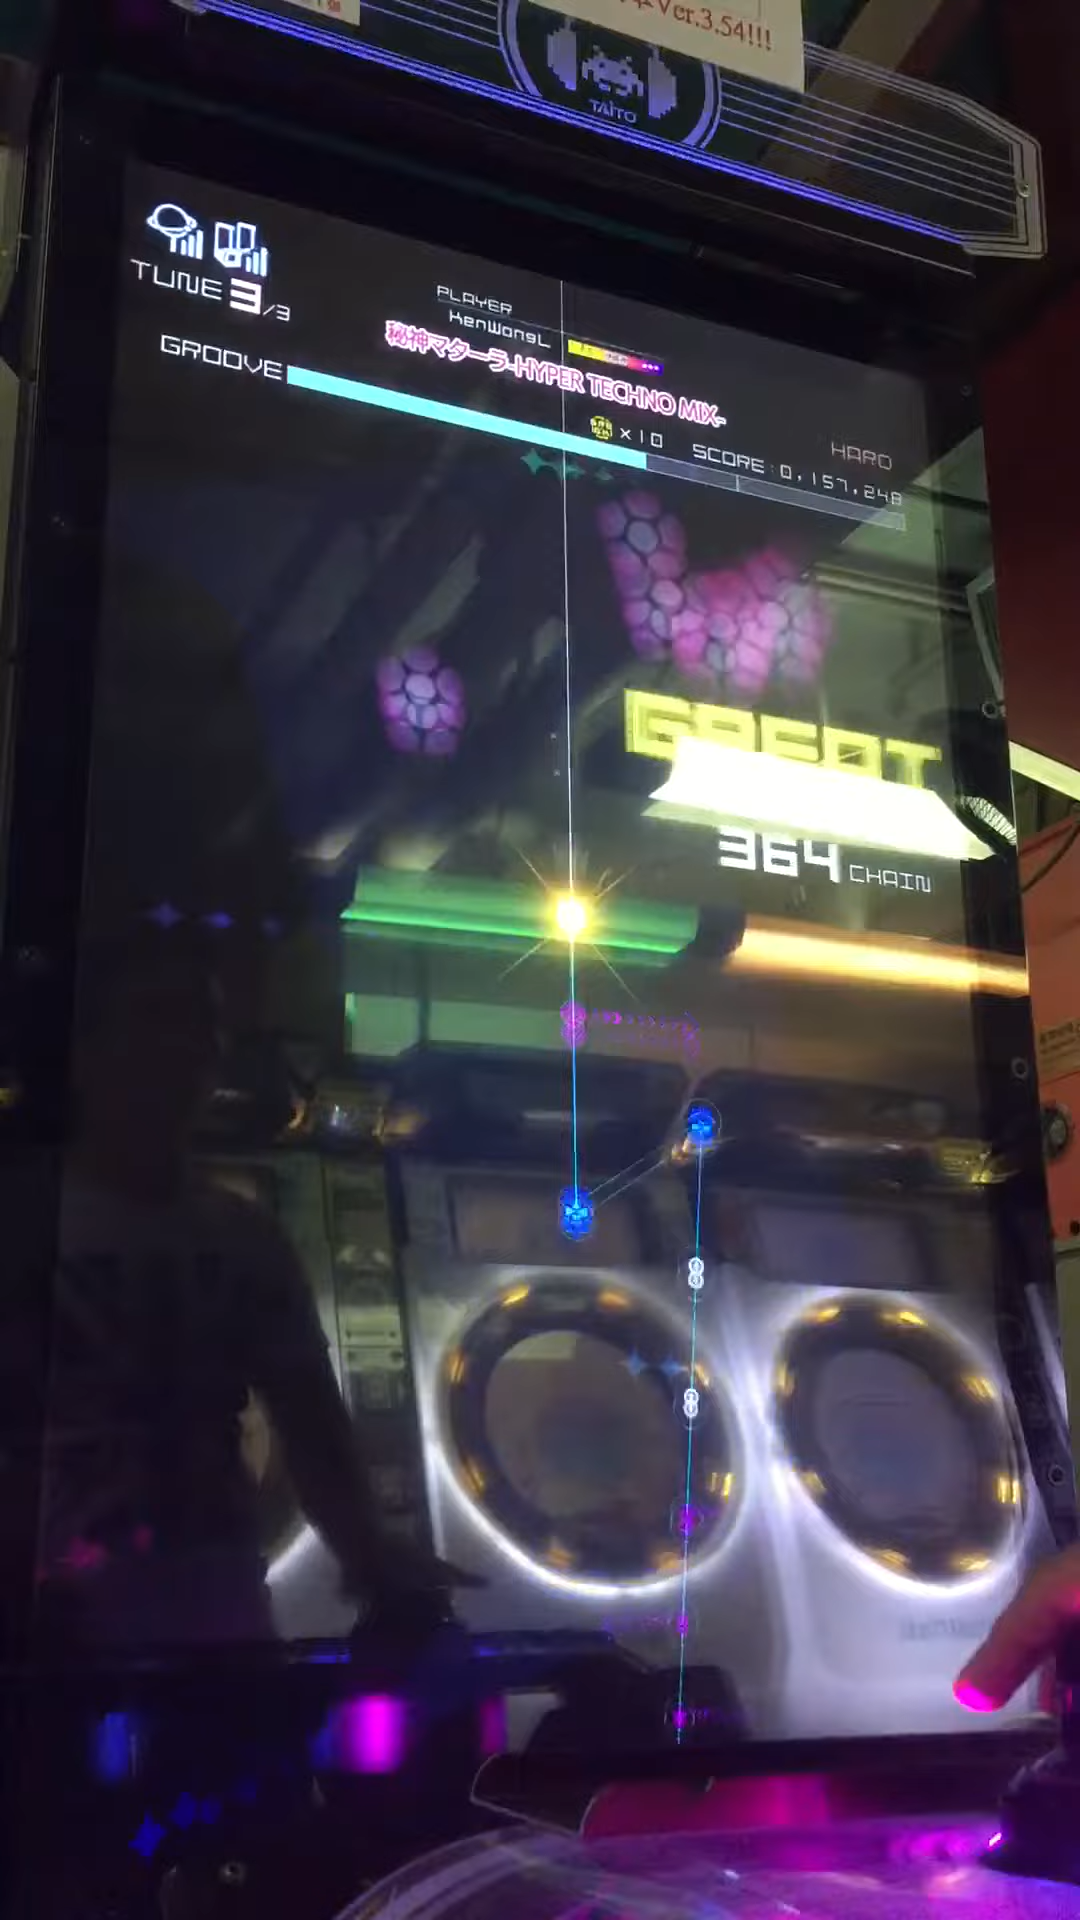 Ver.3.54!!!
TAITO
TUNE 3/3
PLAYER
KenWongL
秘神マターラ-HYPER TECHNO MIX-
GROOVE
x10
SCORE:0,157,248
HARD
GREAT
364 CHAIN